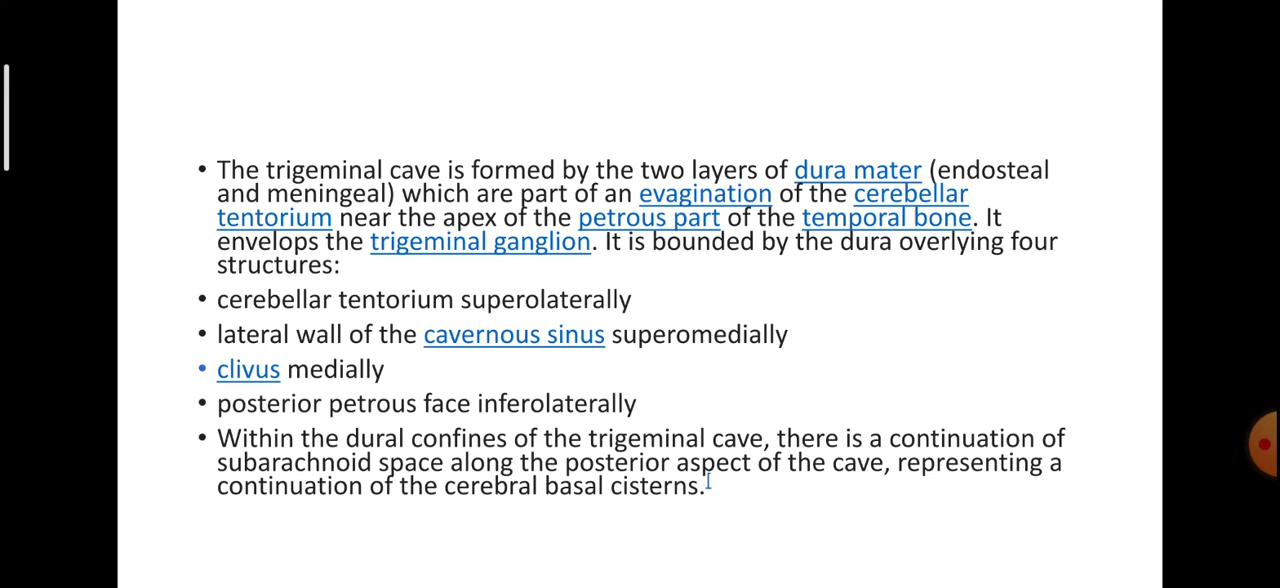 • The trigeminal cave is formed by the two layers of dura mater (endosteal
and meningeal) which are part of an evagination of the cerebellar
tentorium near the apex of the petrous part of the temporal bone. It
envelops the trigeminal ganglion. It is bounded by the dura overlying four
structures:
• cerebellar tentorium superolaterally
• lateral wall of the cavernous sinus superomedially
• clivus medially
• posterior petrous face inferolaterally
• Within the dural confines of the trigeminal cave, there is a continuation of
subarachnoid space along the posterior aspect of the cave, representing a
continuation of the cerebral basal cisterns.